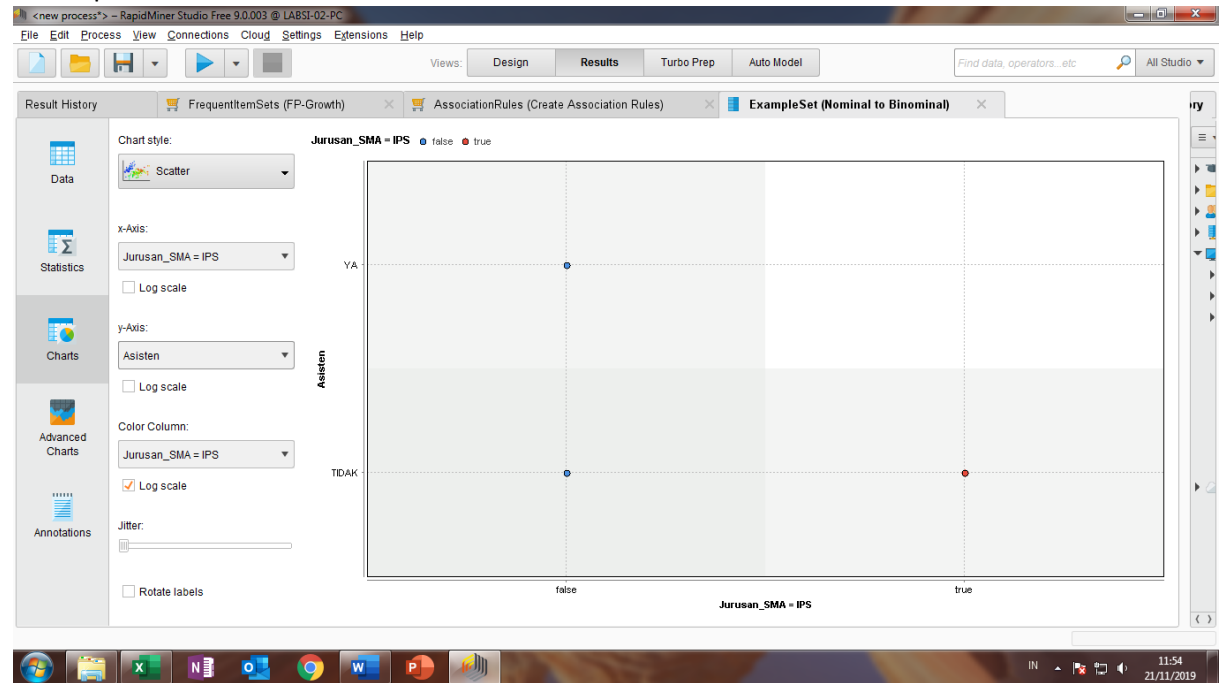 <new process*> – RapidMiner Studio Free 9.0.003 @ LABSI-02-PC
File Edit Process View Connections Cloud Settings Extensions Help
Views: Design Results Turbo Prep Auto Model Find data, operators...etc All Studio
Result History FrequentItemSets (FP-Growth) AssociationRules (Create Association Rules) ExampleSet (Nominal to Binominal) ry
Data
Statistics
Charts
Advanced
Charts
Annotations
Chart style:
Scatter
x-Axis:
Jurusan_SMA = IPS
Log scale
y-Axis:
Asisten
Log scale
Color Column:
Jurusan_SMA = IPS
Log scale
Jitter:
Rotate labels
Jurusan_SMA = IPS false true
YA
Asisten
TIDAK
false true
Jurusan_SMA = IPS
IN 11:54
21/11/2019